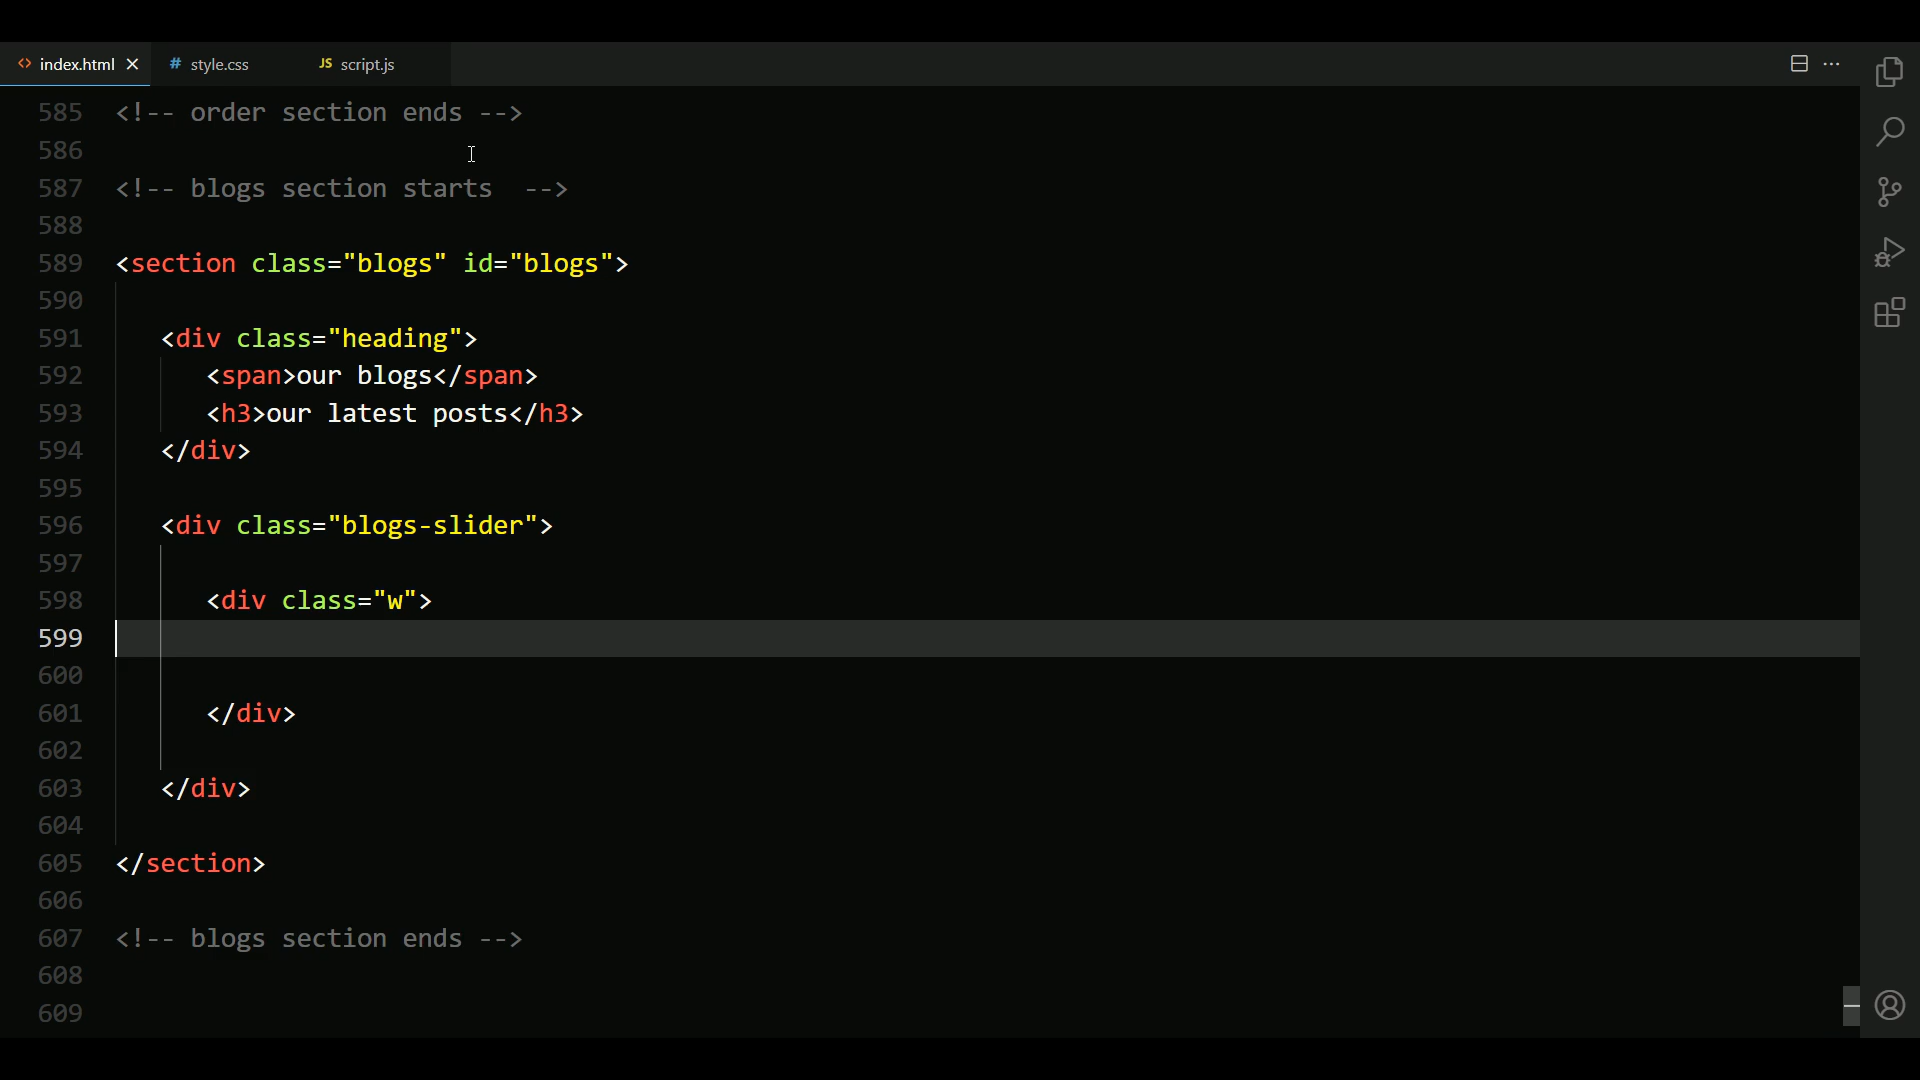 index.html
style.css
JS script.js
585 <!-- order section ends -->
586
587 <!-- blogs section starts  -->
588
589 <section class="blogs" id="blogs">
590
591 <div class="heading">
592 <span>our blogs</span>
593 <h3>our latest posts</h3>
594 </div>
595
596 <div class="blogs-slider">
597
598 <div class="w">
599
600
601 </div>
602
603 </div>
604
605 </section>
606
607 <!-- blogs section ends -->
608
609